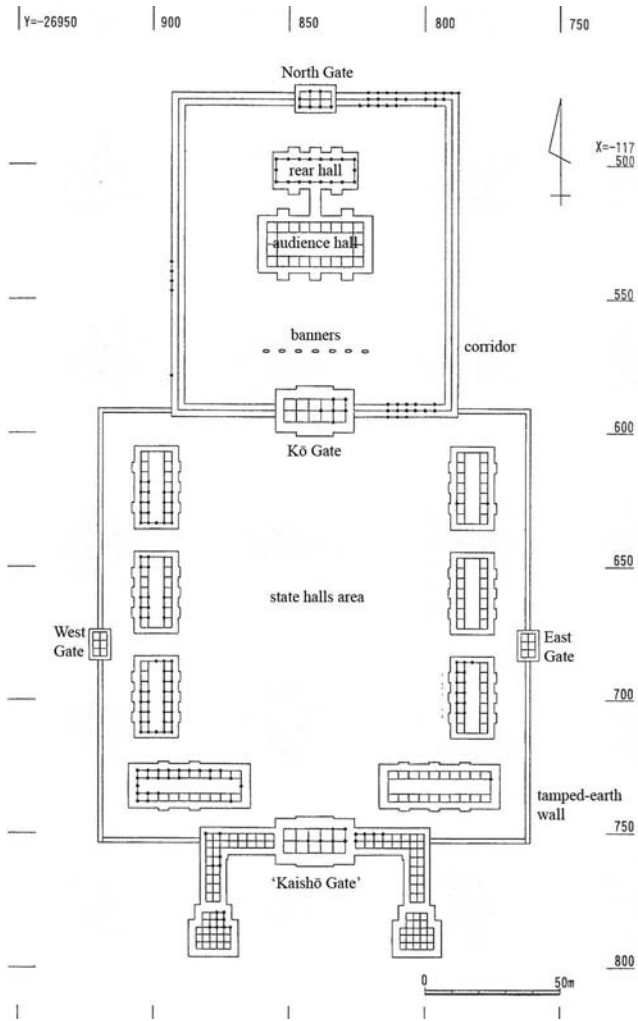 Y=-26950
900
850
800
750
North Gate
X=-117
500
rear hall
audience hall
550
banners
corridor
600
Kō Gate
650
state halls area
West
Gate
East
Gate
700
tamped-earth
wall
750
'Kaishō Gate'
800
0
50m